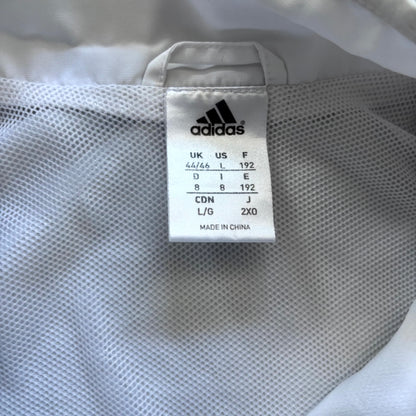 adidas
UK US F
44/46 L 192
D I E
8 8 192
CDN J
L/G 2XO
MADE IN CHINA